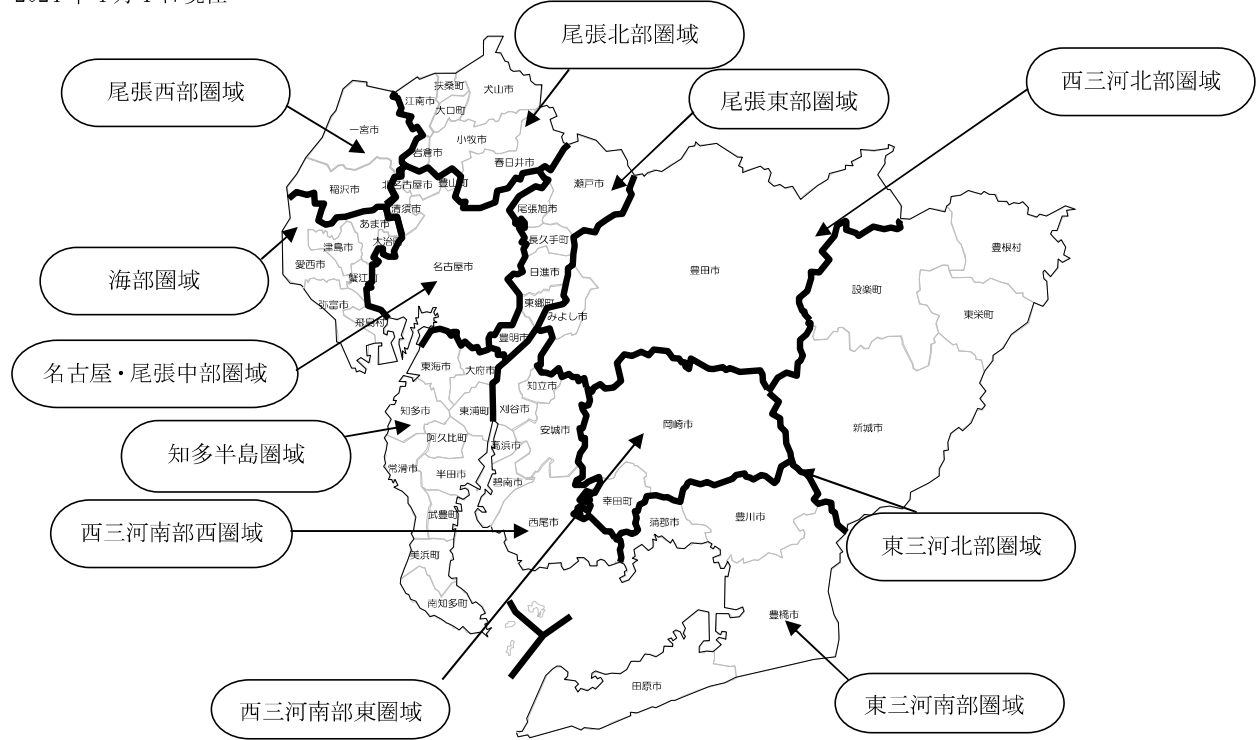 尾張北部圏域
西三河北部圏域
尾張西部圏域
尾張東部圏域
扶桑町
犬山市
江南市
大口町
一宮市
小牧市
岩倉市
春日井市
稲沢市
北名古屋市
豊山町
瀬戸市
清須市
尾張旭市
あま市
大治町
長久手町
津島市
豊根村
愛西市
名古屋市
日進市
豊田市
海部圏域
蟹江町
設楽町
弥富市
東郷町
みよし市
東栄町
飛島村
豊明市
名古屋・尾張中部圏域
東海市
大府市
知立市
知多市
東浦町
刈谷市
岡崎市
新城市
阿久比町
安城市
高浜市
知多半島圏域
常滑市
半田市
碧南市
幸田町
武豊町
西尾市
蒲郡市
豊川市
西三河南部西圏域
東三河北部圏域
美浜町
南知多町
豊橋市
田原市
西三河南部東圏域
東三河南部圏域